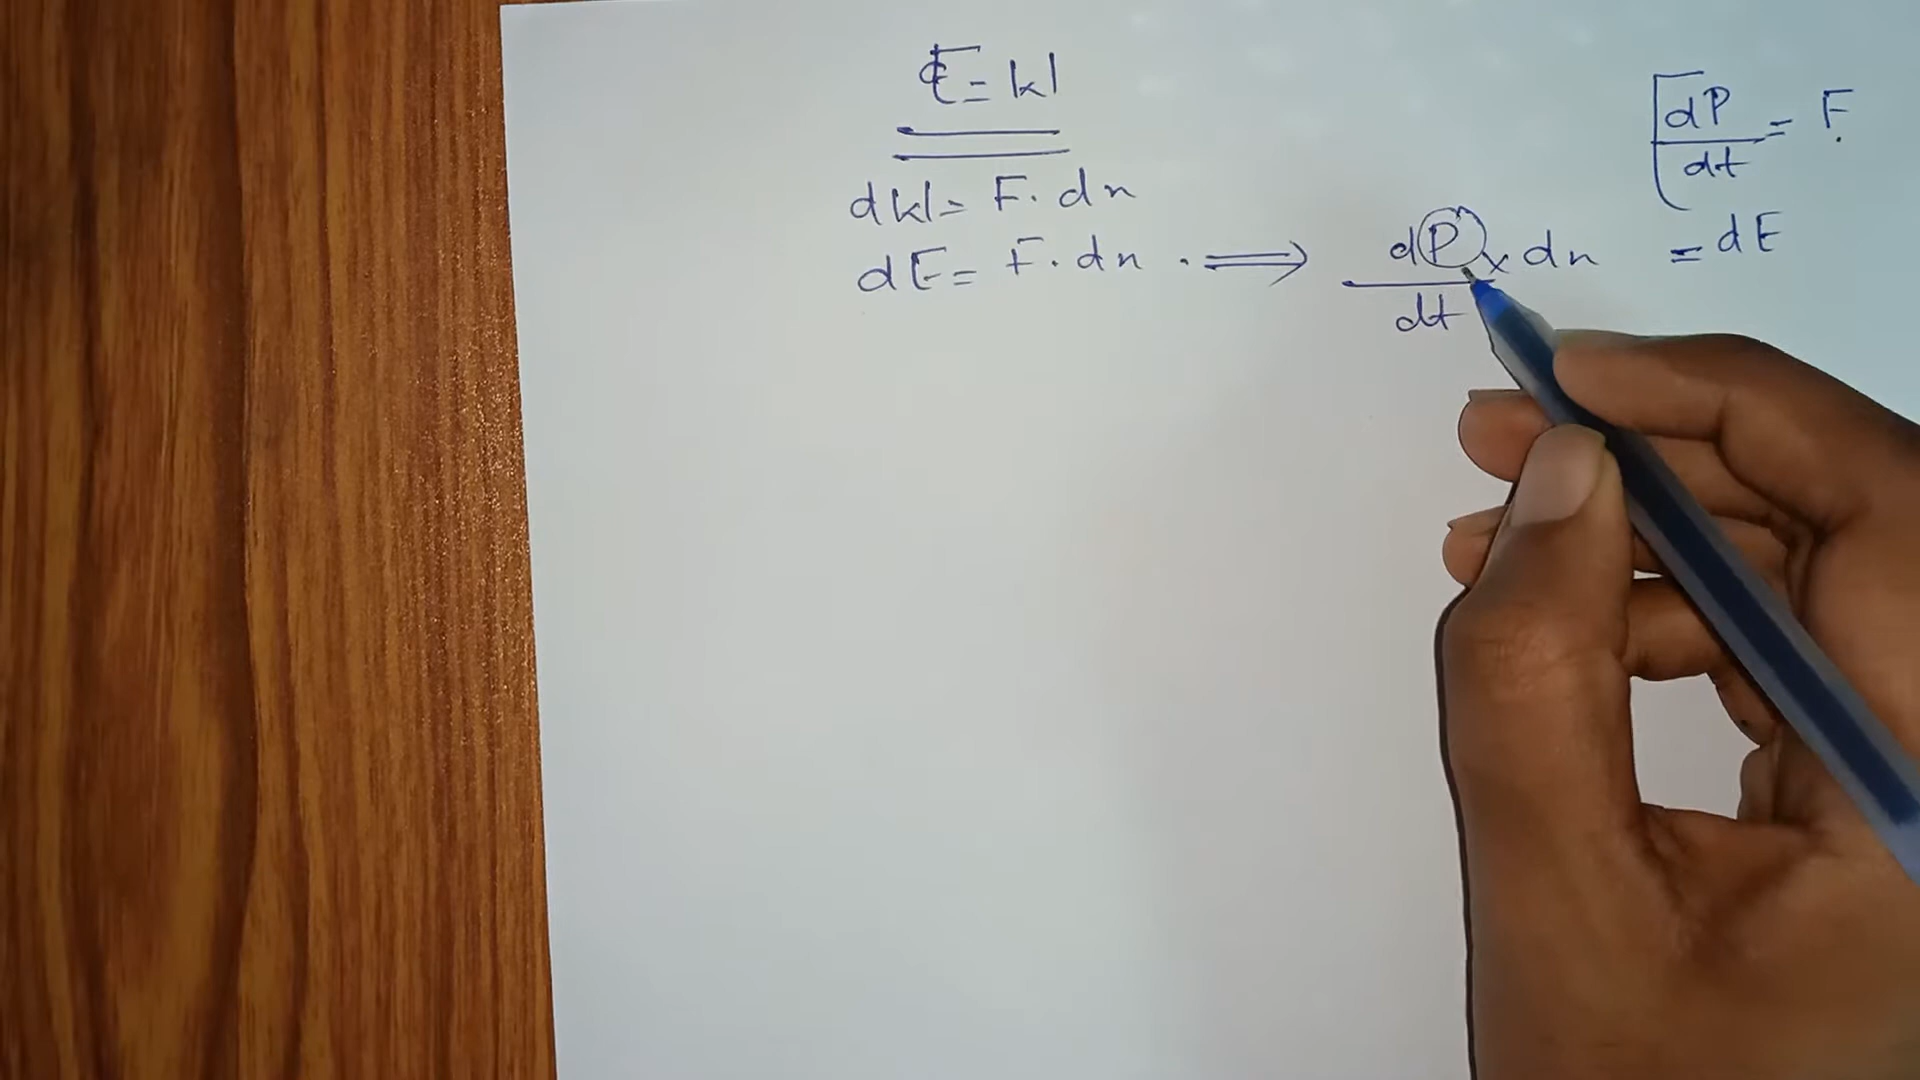 E = kl
dP/dt = F
dkl = F. dn
dE = F. dn . ⟹ dP/dt x dn = dE